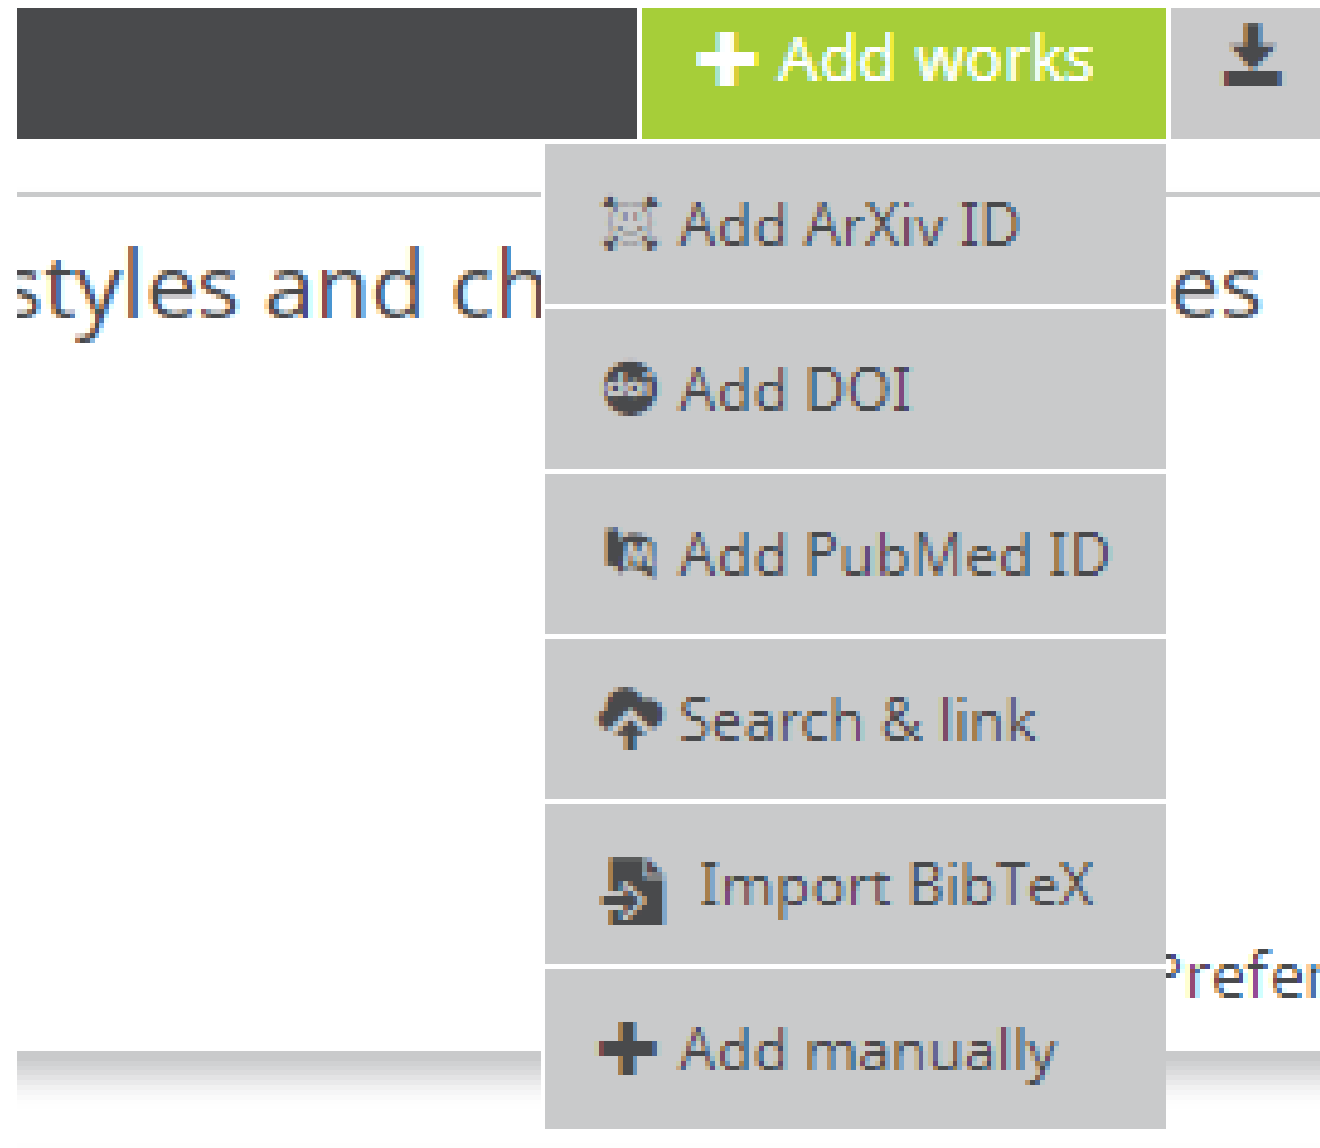 Add works
Add ArXiv ID
styles and ch es
Add DOI
Add PubMed ID
Search & link
Import BibTeX
Prefer
Add manually